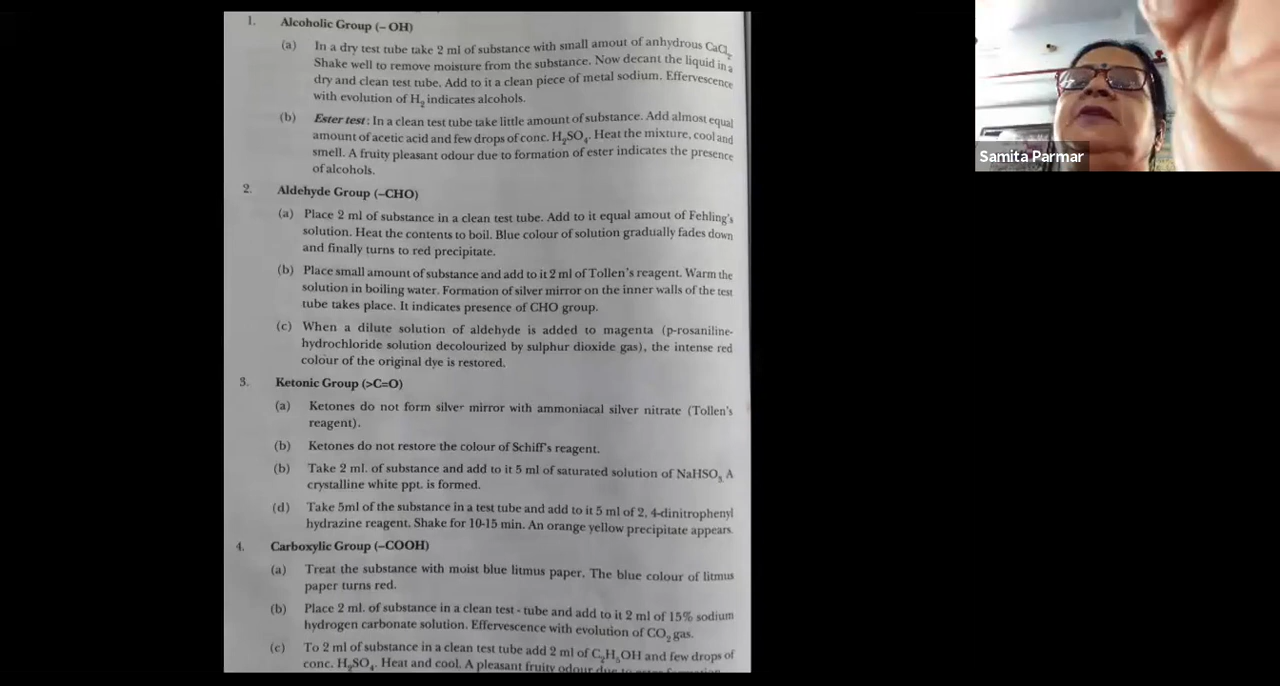 1. Alcoholic Group (– OH)
(a) In a dry test tube take 2 ml of substance with small amout of anhydrous CaCl₂.
Shake well to remove moisture from the substance. Now decant the liquid in a
dry and clean test tube. Add to it a clean piece of metal sodium. Effervescence
with evolution of H₂ indicates alcohols.
(b) Ester test : In a clean test tube take little amount of substance. Add almost equal
amount of acetic acid and few drops of conc. H₂SO₄. Heat the mixture, cool and
smell. A fruity pleasant odour due to formation of ester indicates the presence
of alcohols.
2. Aldehyde Group (–CHO)
(a) Place 2 ml of substance in a clean test tube. Add to it equal amout of Fehling's
solution. Heat the contents to boil. Blue colour of solution gradually fades down
and finally turns to red precipitate.
(b) Place small amount of substance and add to it 2 ml of Tollen's reagent. Warm the
solution in boiling water. Formation of silver mirror on the inner walls of the test
tube takes place. It indicates presence of CHO group.
(c) When a dilute solution of aldehyde is added to magenta (p-rosaniline-
hydrochloride solution decolourized by sulphur dioxide gas), the intense red
colour of the original dye is restored.
3. Ketonic Group (>C=O)
(a) Ketones do not form silver mirror with ammoniacal silver nitrate (Tollen's
reagent).
(b) Ketones do not restore the colour of Schiff's reagent.
(b) Take 2 ml. of substance and add to it 5 ml of saturated solution of NaHSO₃ A
crystalline white ppt. is formed.
(d) Take 5ml of the substance in a test tube and add to it 5 ml of 2, 4-dinitrophenyl
hydrazine reagent. Shake for 10-15 min. An orange yellow precipitate appears.
4. Carboxylic Group (–COOH)
(a) Treat the substance with moist blue litmus paper. The blue colour of litmus
paper turns red.
(b) Place 2 ml. of substance in a clean test - tube and add to it 2 ml of 15% sodium
hydrogen carbonate solution. Effervescence with evolution of CO₂ gas.
(c) To 2 ml of substance in a clean test tube add 2 ml of C₂H₅OH and few drops of
conc. H₂SO₄. Heat and cool. A pleasant fruity odour due to ester
Samita Parmar